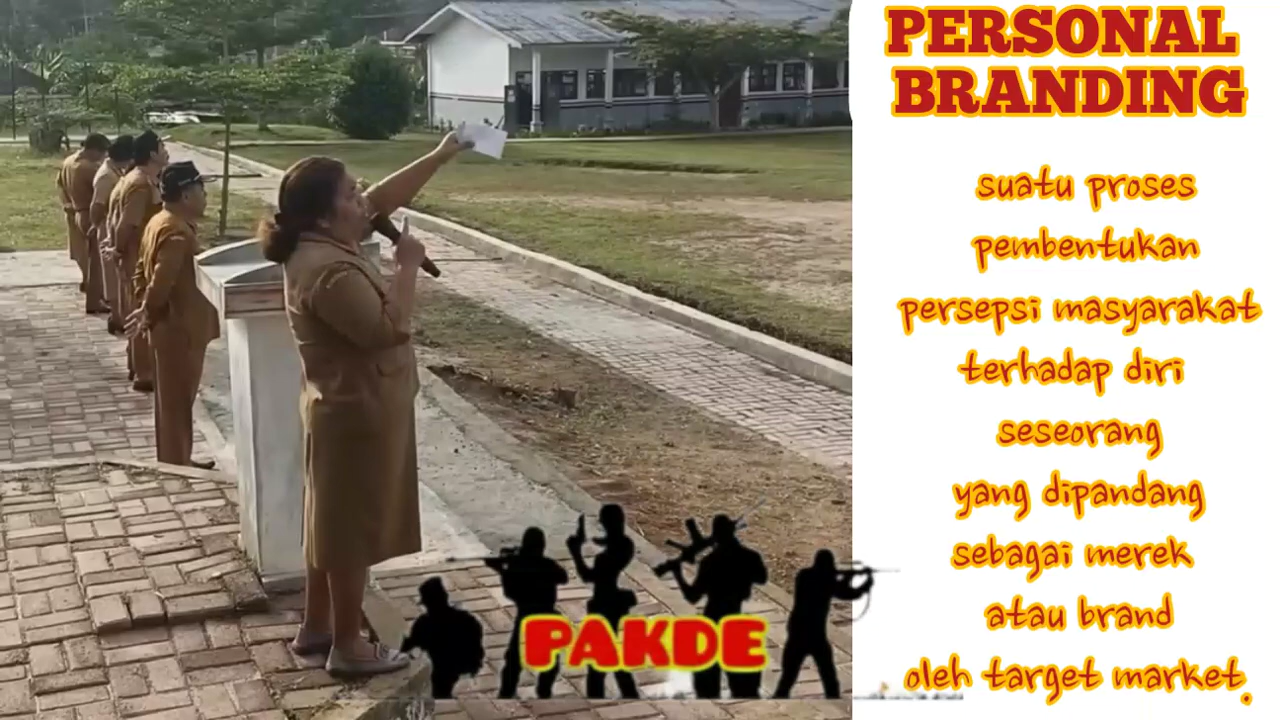 PERSONAL
BRANDING
suatu proses
pembentukan
persepsi masyarakat
terhadap diri
seseorang
yang dipandang
sebagai merek
atau brand
oleh target market.
PAKDE